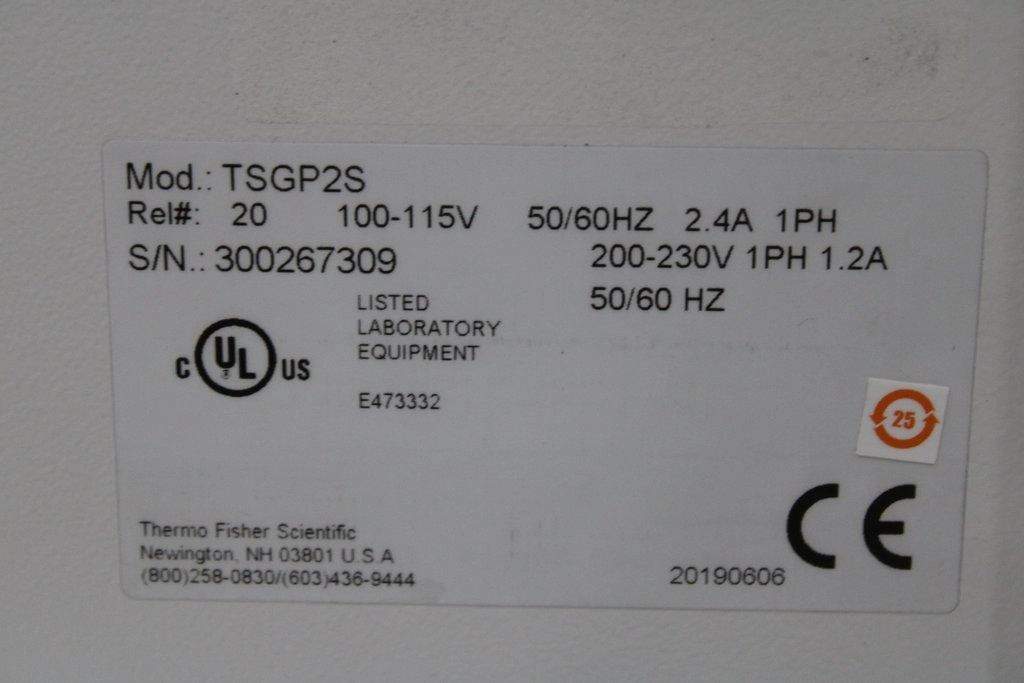 Mod.: TSGP2S
Rel#: 20 100-115V 50/60HZ 2.4A 1PH
S/N.: 300267309 200-230V 1PH 1.2A
50/60 HZ
LISTED
LABORATORY
EQUIPMENT
E473332
C UL US
25
CE
Thermo Fisher Scientific
Newington, NH 03801 U.S.A
(800)258-0830/(603)436-9444
20190606